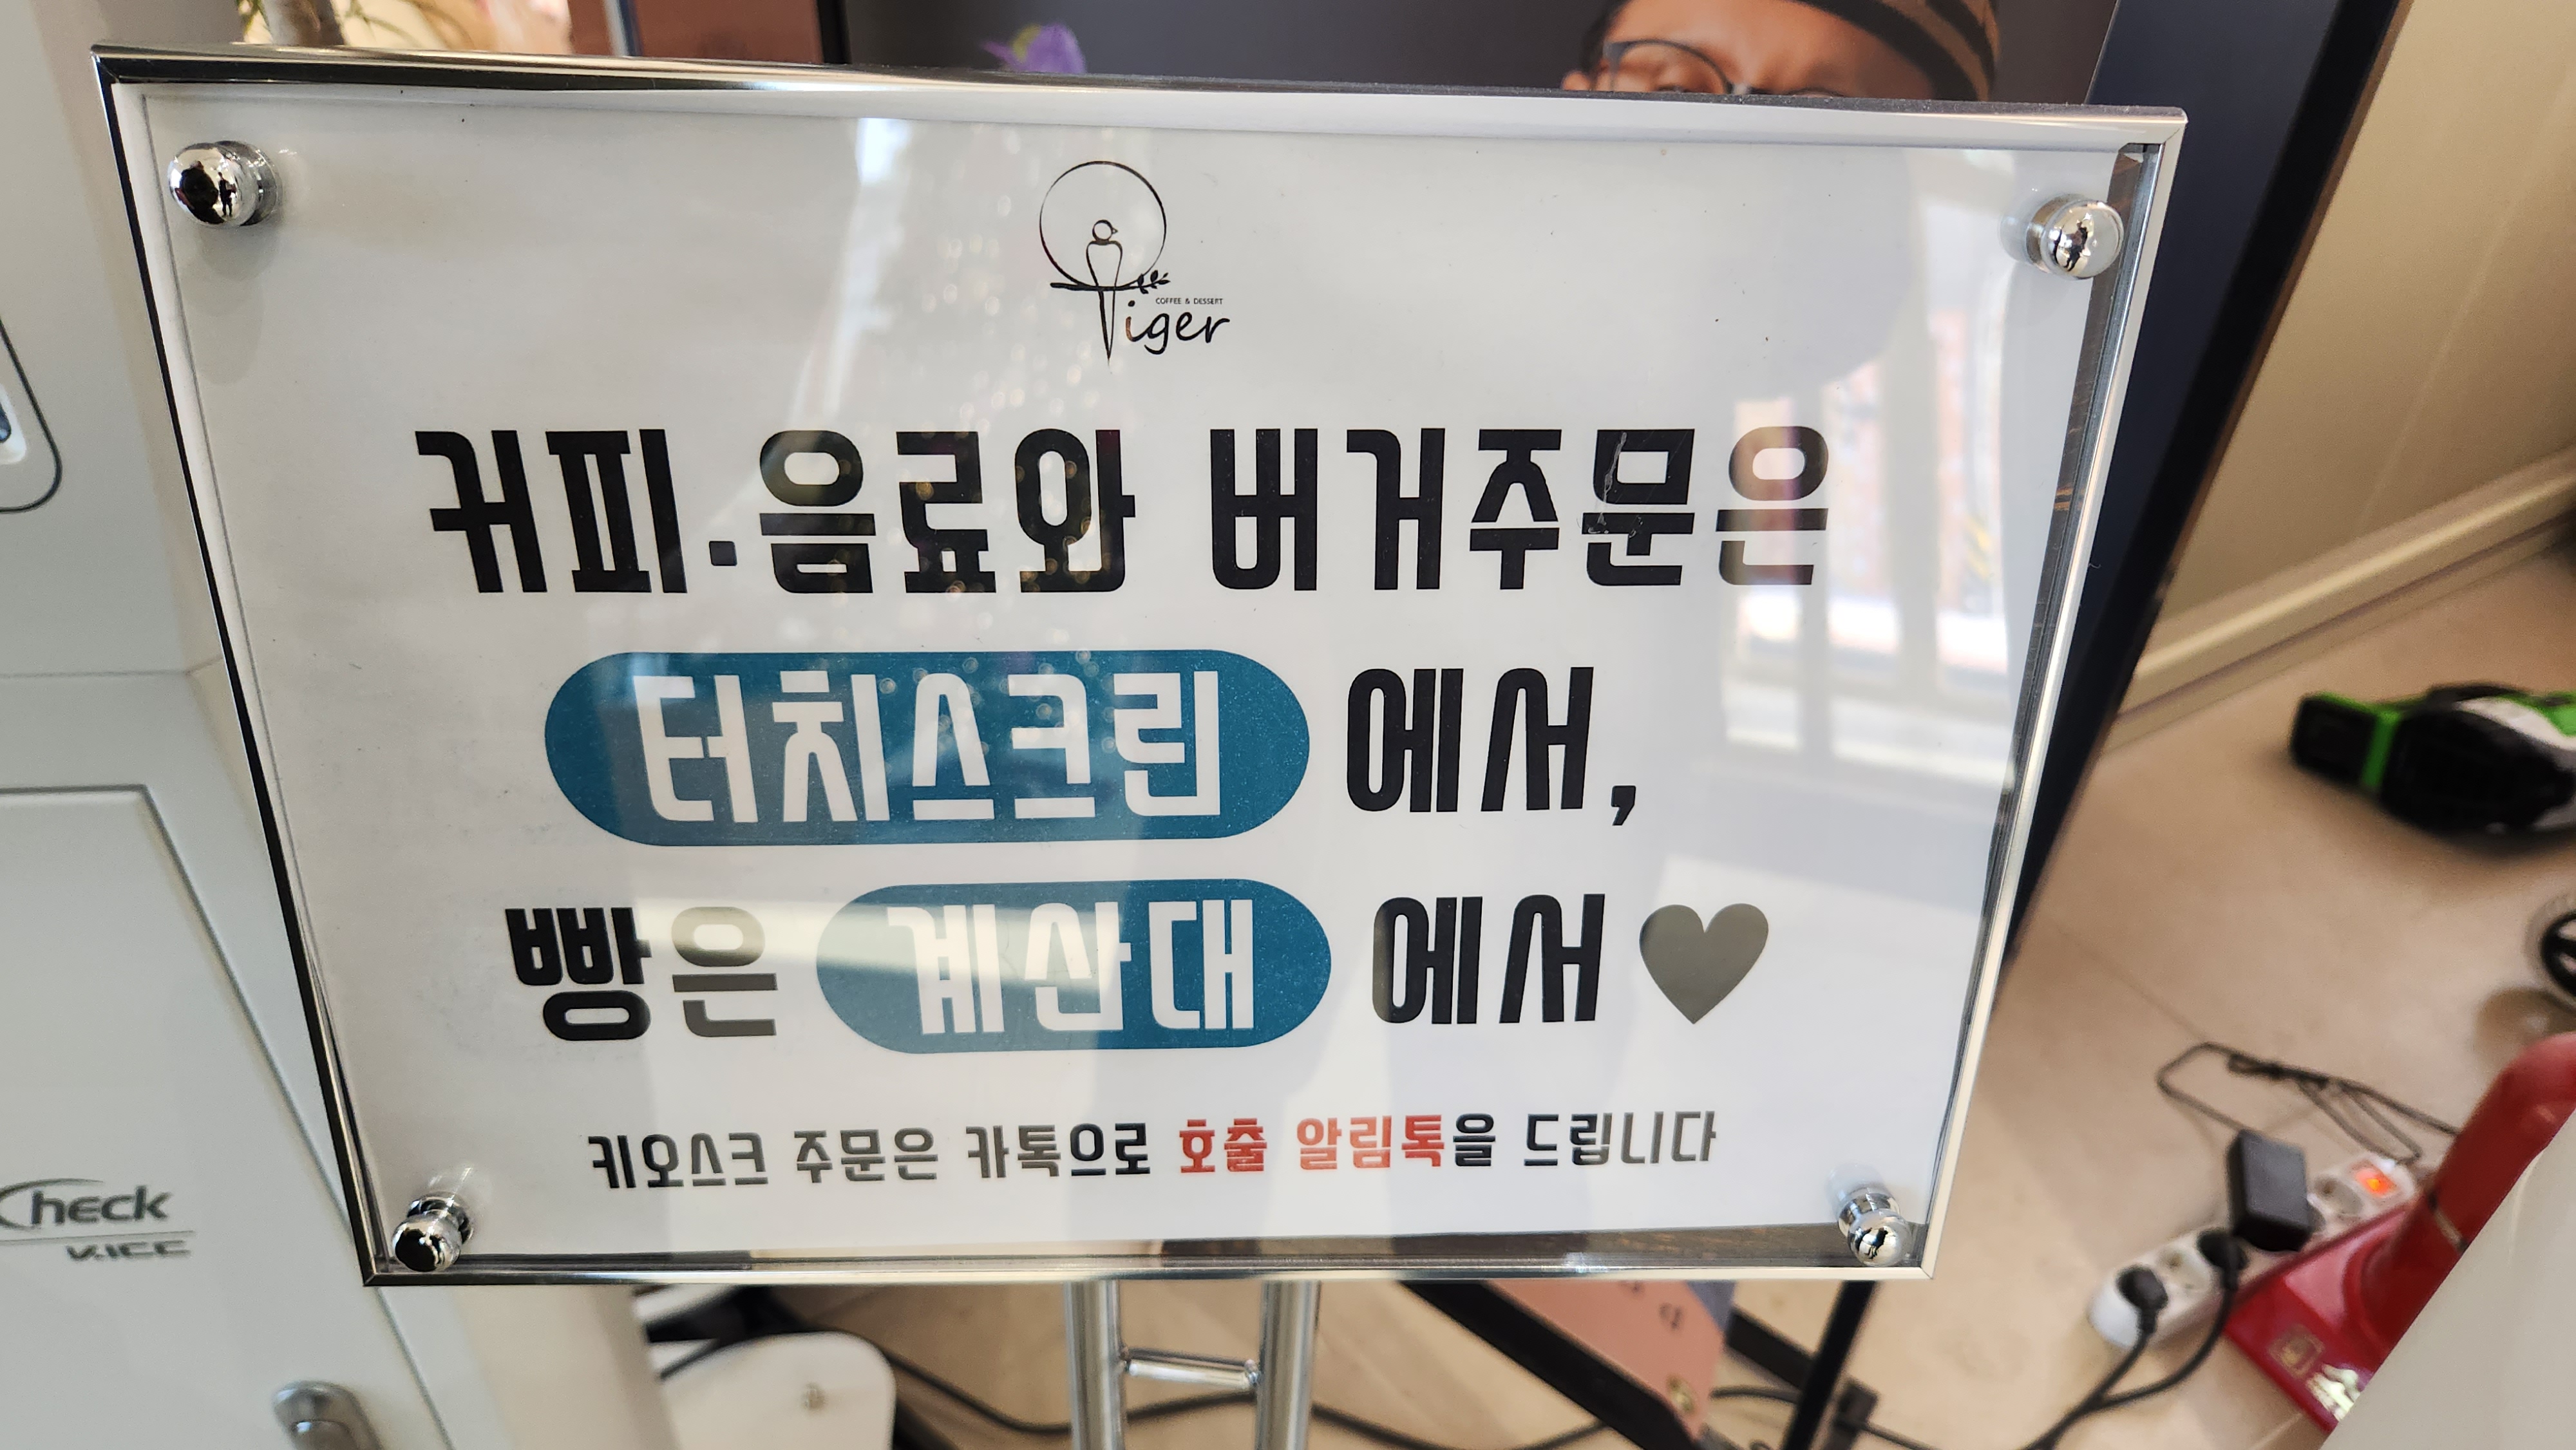 COFFEE & DESSERT
Tiger
커피·음료와 버거주문은
터치스크린 에서,
빵은 계산대 에서♥
키오스크 주문은 카톡으로 호출 알림톡을 드립니다
Check
V.ICC